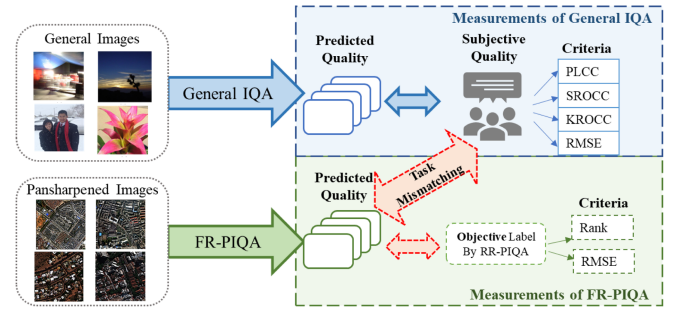 General Images
General IQA
Measurements of General IQA
Predicted
Quality
Subjective
Quality
Criteria
PLCC
SROCC
KROCC
RMSE
Task
Mismatching
Pansharpened Images
FR-PIQA
Predicted
Quality
Objective Label
By RR-PIQA
Criteria
Rank
RMSE
Measurements of FR-PIQA